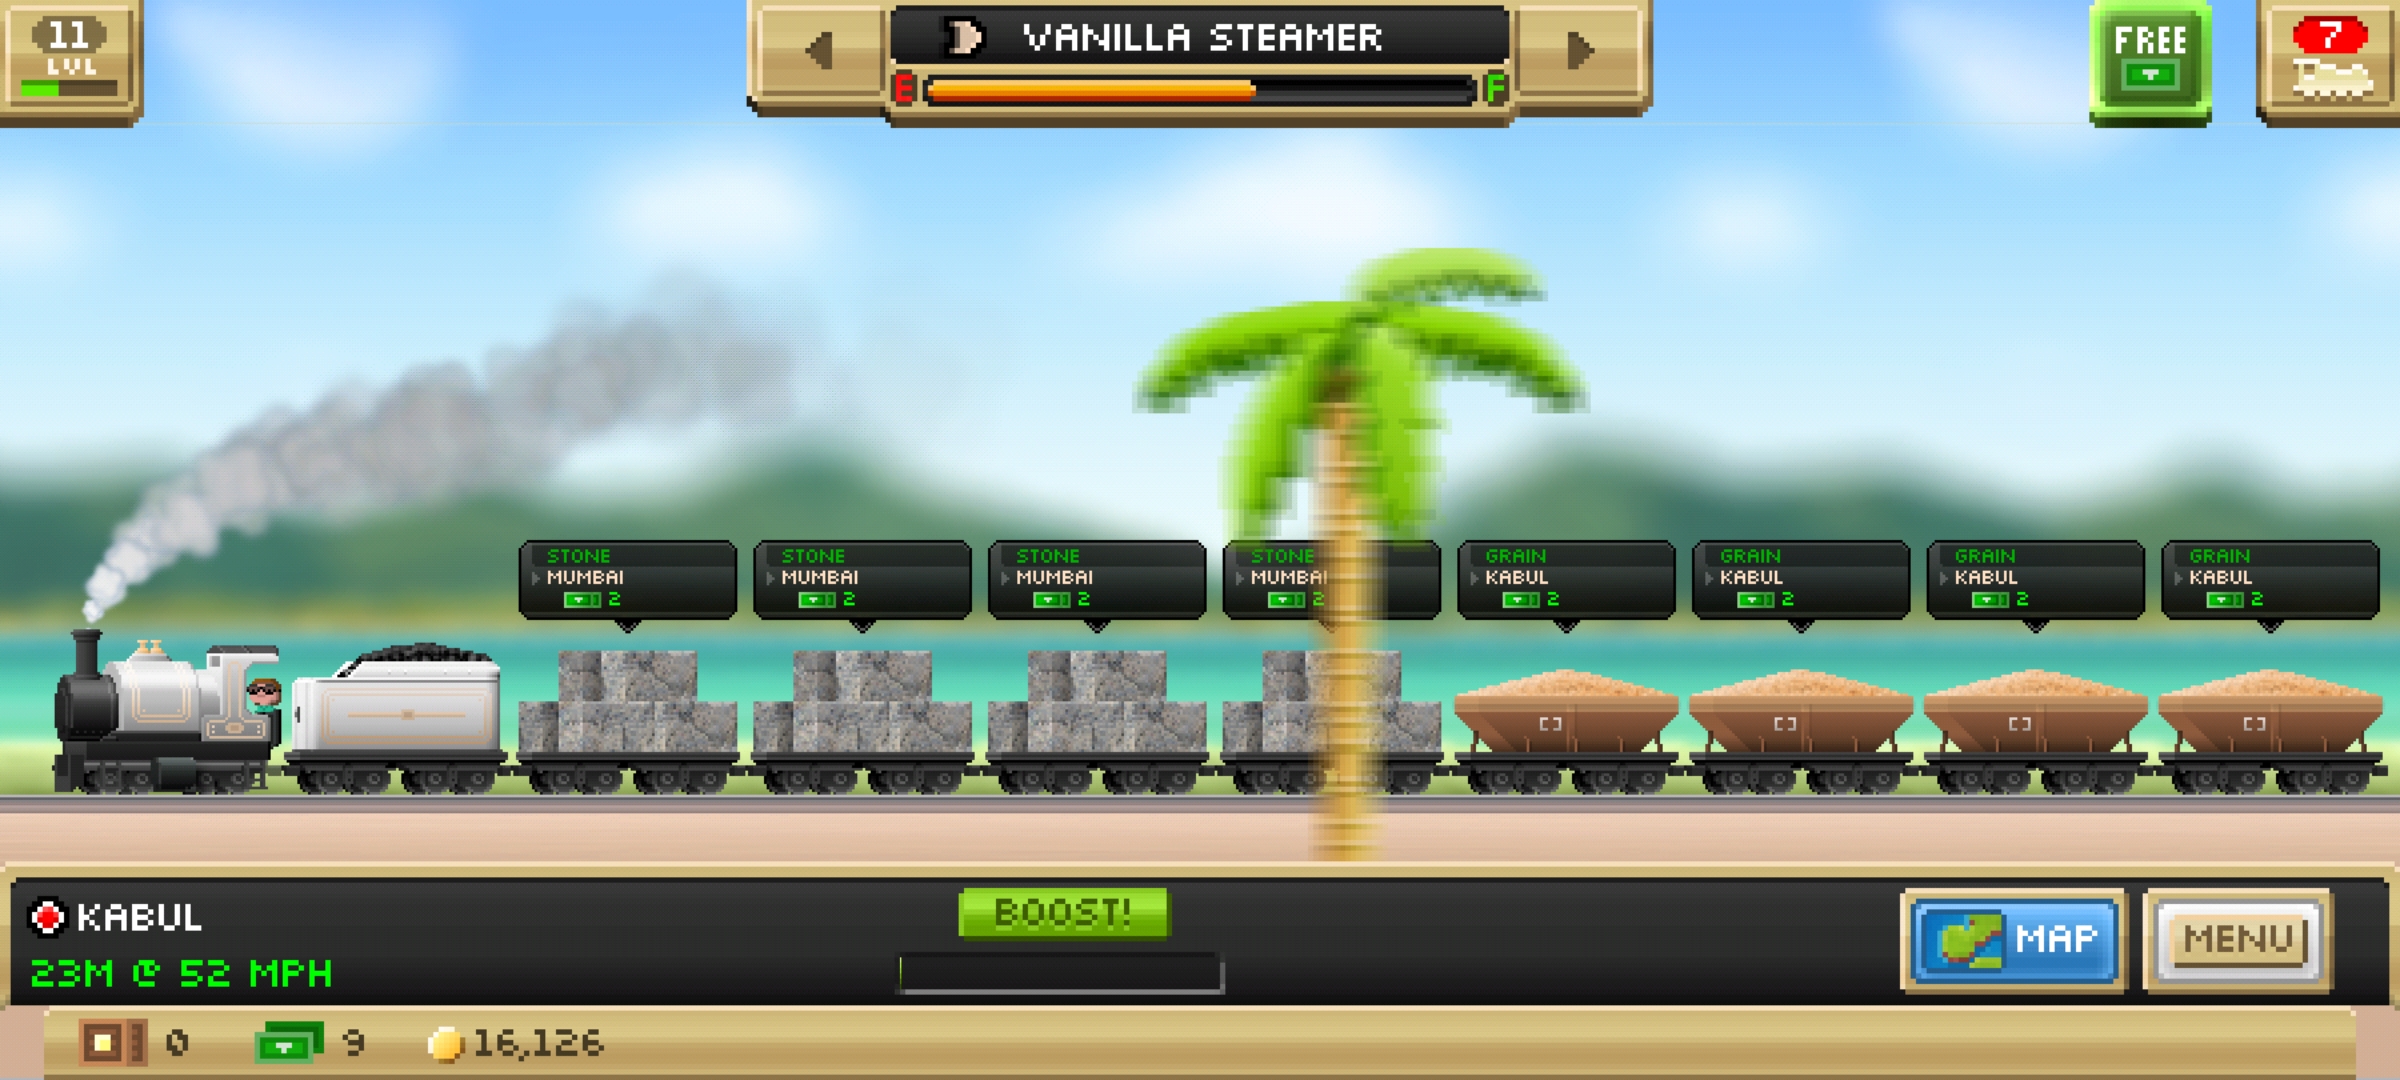 11
LVL
VANILLA STEAMER
E F
FREE
7
STONE
MUMBAI
2
STONE
MUMBAI
2
STONE
MUMBAI
2
STONE
MUMBAI
2
GRAIN
KABUL
2
GRAIN
KABUL
2
GRAIN
KABUL
2
GRAIN
KABUL
2
KABUL
23M @ 52 MPH
BOOST!
MAP
MENU
0
9
16,126